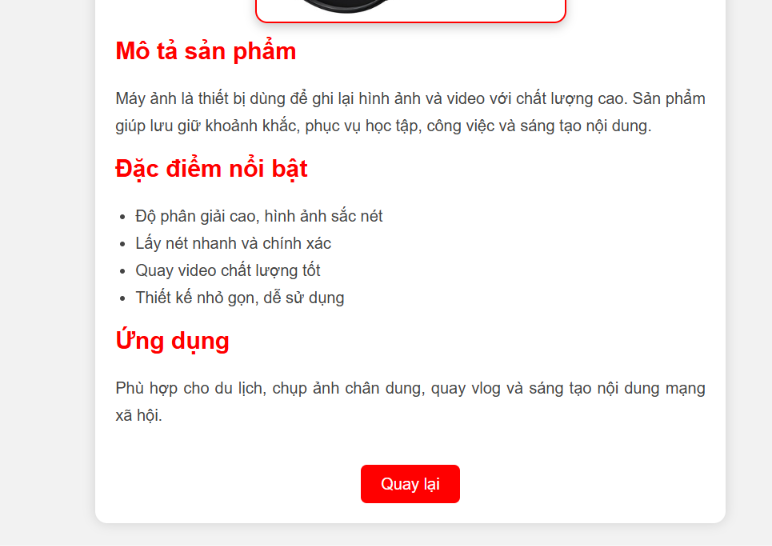 Mô tả sản phẩm
Máy ảnh là thiết bị dùng để ghi lại hình ảnh và video với chất lượng cao. Sản phẩm
giúp lưu giữ khoảnh khắc, phục vụ học tập, công việc và sáng tạo nội dung.
Đặc điểm nổi bật
• Độ phân giải cao, hình ảnh sắc nét
• Lấy nét nhanh và chính xác
• Quay video chất lượng tốt
• Thiết kế nhỏ gọn, dễ sử dụng
Ứng dụng
Phù hợp cho du lịch, chụp ảnh chân dung, quay vlog và sáng tạo nội dung mạng
xã hội.
Quay lại